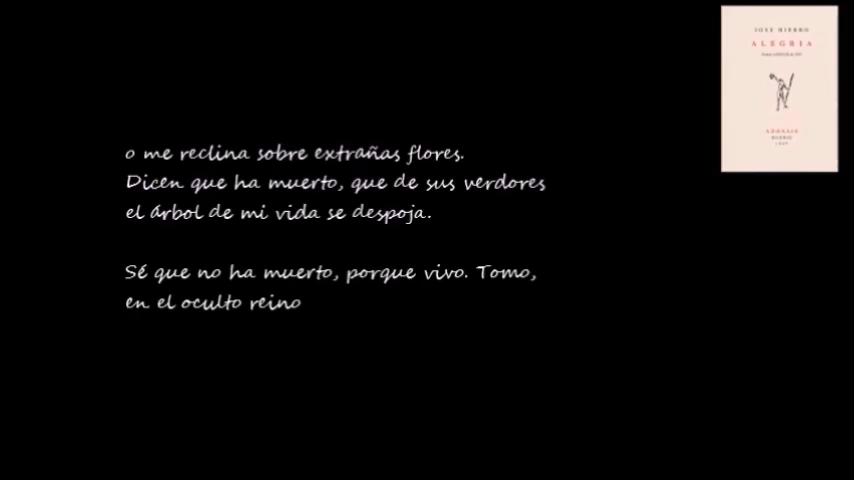 o me reclina sobre extrañas flores.
Dicen que ha muerto, que de sus verdores
el árbol de mi vida se despoja.
Sé que no ha muerto, porque vivo. Tomo,
en el oculto reino
JOSE HIERRO
ALEGRIA
ADONAIS
MADRID